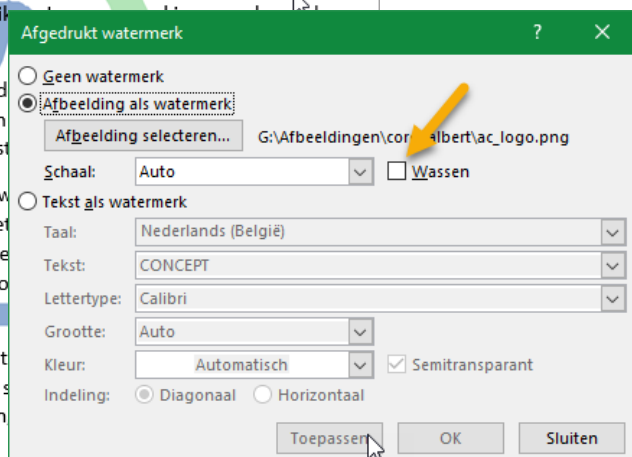 Afgedrukt watermerk ? ×
Geen watermerk
Afbeelding als watermerk
Afbeelding selecteren... G:\Afbeeldingen\ albert\ac_logo.png
Schaal: Auto Wassen
Tekst als watermerk
Taal: Nederlands (België)
Tekst: CONCEPT
Lettertype: Calibri
Grootte: Auto
Kleur: Automatisch Semitransparant
Indeling: Diagonaal Horizontaal
Toepassen OK Sluiten